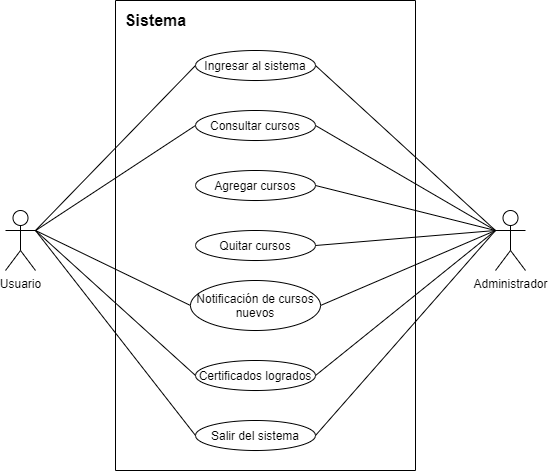 Sistema
Ingresar al sistema
Consultar cursos
Agregar cursos
Quitar cursos
Usuario
Administrador
Notificación de cursos
nuevos
Certificados logrados
Salir del sistema